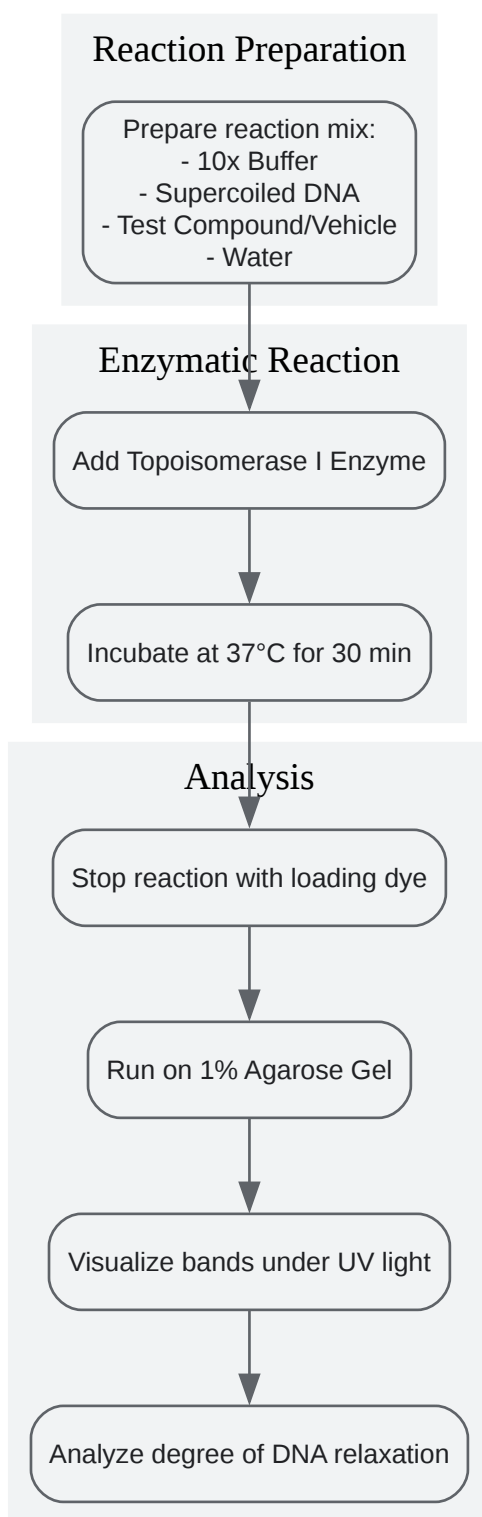 Reaction Preparation
Prepare reaction mix:
- 10x Buffer
- Supercoiled DNA
- Test Compound/Vehicle
- Water
Enzymatic Reaction
Add Topoisomerase I Enzyme
Incubate at 37°C for 30 min
Analysis
Stop reaction with loading dye
Run on 1% Agarose Gel
Visualize bands under UV light
Analyze degree of DNA relaxation